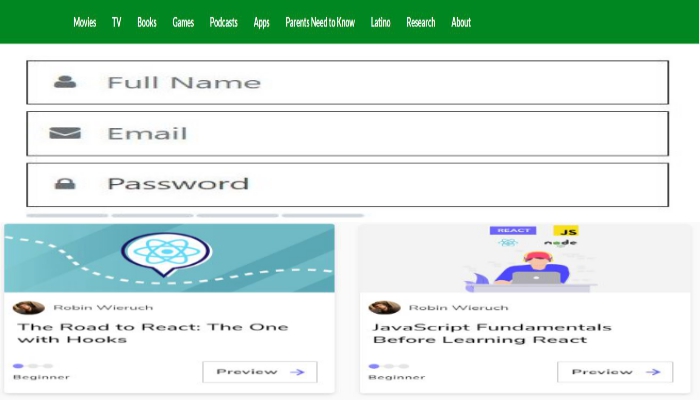 Movies TV Books Games Podcasts Apps Parents Need to Know Latino Research About
Full Name
Email
Password
REACT JS
node
Robin Wieruch
The Road to React: The One
with Hooks
Beginner
Preview
Robin Wieruch
JavaScript Fundamentals
Before Learning React
Beginner
Preview